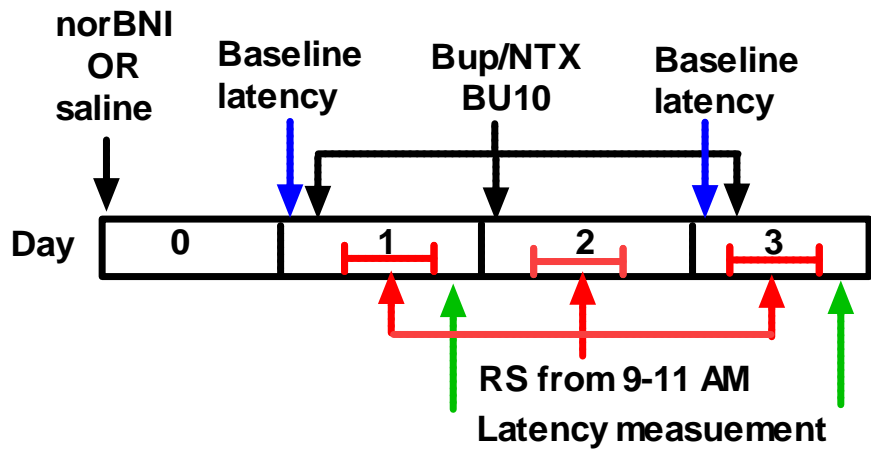 norBNI
OR
saline
Baseline
latency
Bup/NTX
BU10
Baseline
latency
Day
0
1
2
3
RS from 9-11 AM
Latency measuement